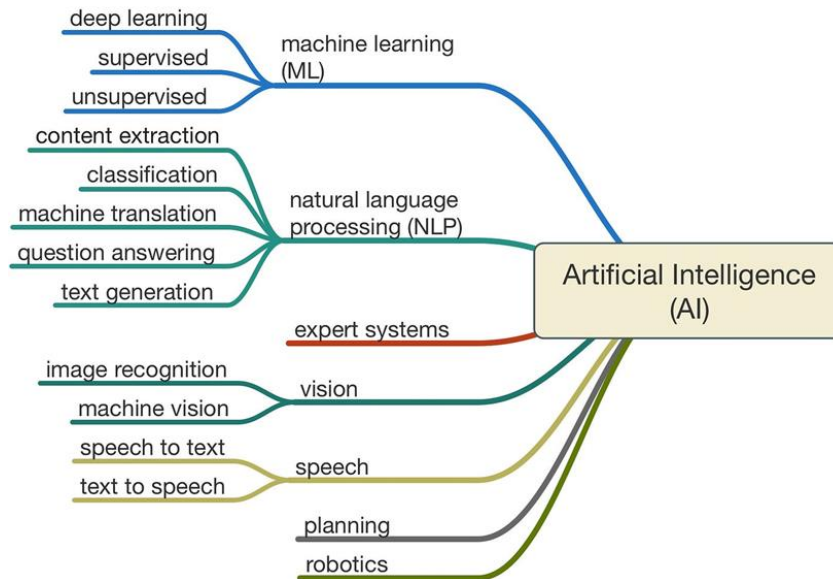 deep learning
supervised
unsupervised
machine learning
(ML)
content extraction
classification
machine translation
question answering
text generation
natural language
processing (NLP)
Artificial Intelligence
(AI)
expert systems
image recognition
machine vision
vision
speech to text
text to speech
speech
planning
robotics